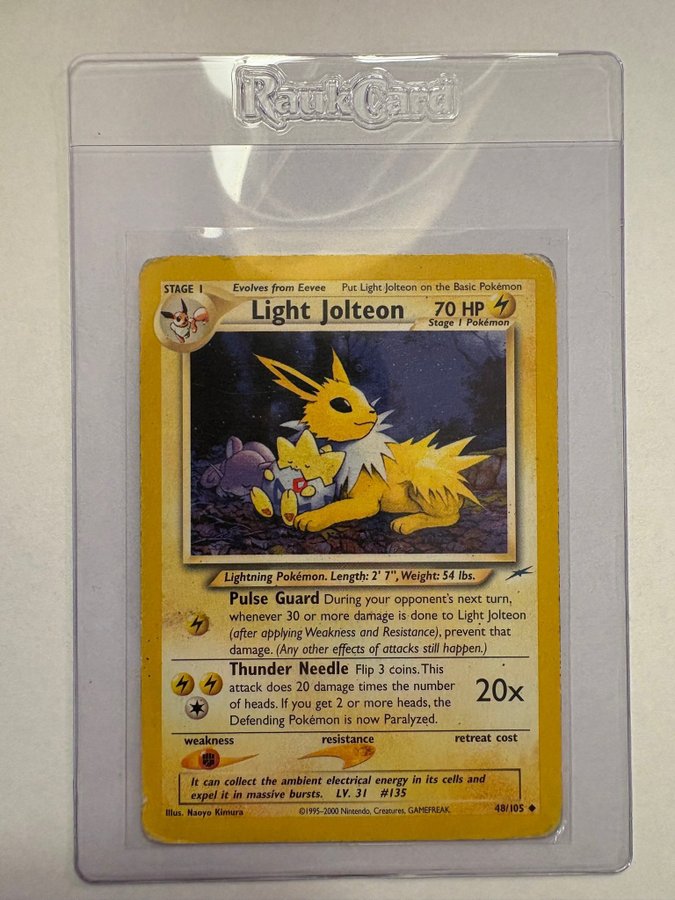 RaukCard
STAGE 1 Evolves from Eevee Put Light Jolteon on the Basic Pokémon
Light Jolteon 70 HP
Stage 1 Pokémon
Lightning Pokémon. Length: 2' 7", Weight: 54 lbs.
Pulse Guard During your opponent's next turn,
whenever 30 or more damage is done to Light Jolteon
(after applying Weakness and Resistance), prevent that
damage. (Any other effects of attacks still happen.)
Thunder Needle Flip 3 coins. This
attack does 20 damage times the number
of heads. If you get 2 or more heads, the
Defending Pokémon is now Paralyzed.
20x
weakness resistance retreat cost
It can collect the ambient electrical energy in its cells and
expel it in massive bursts. LV. 31 #135
Illus. Naoyo Kimura ©1995-2000 Nintendo, Creatures, GAMEFREAK. 48/105